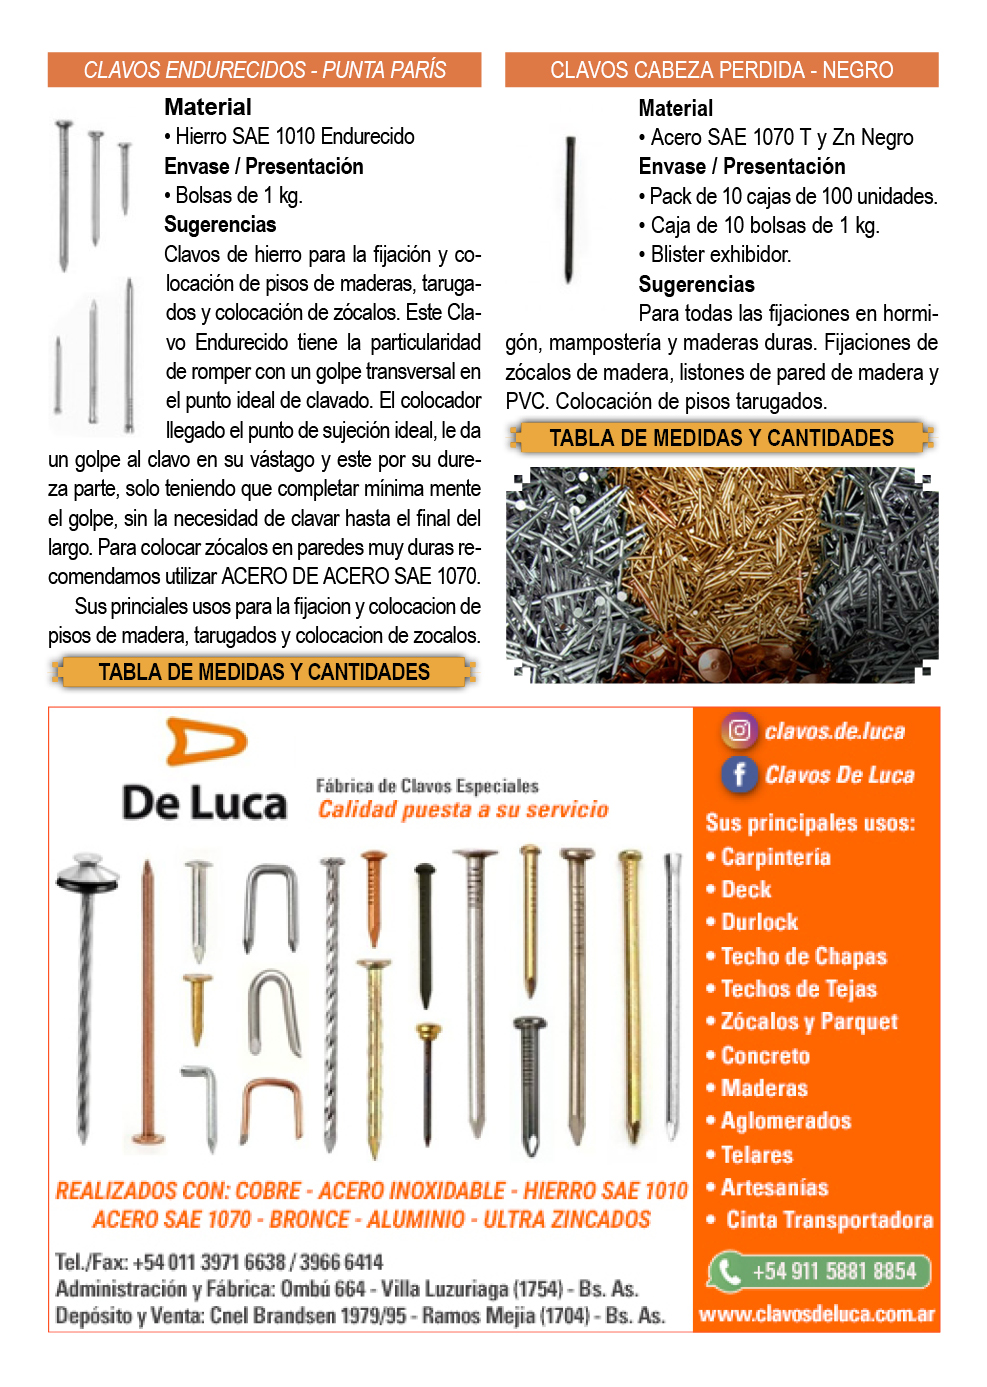 CLAVOS ENDURECIDOS - PUNTA PARÍS
Material
• Hierro SAE 1010 Endurecido
Envase / Presentación
• Bolsas de 1 kg.
Sugerencias
Clavos de hierro para la fijación y co-
locación de pisos de maderas, taruga-
dos y colocación de zócalos. Este Cla-
vo Endurecido tiene la particularidad
de romper con un golpe transversal en
el punto ideal de clavado. El colocador
llegado el punto de sujeción ideal, le da
un golpe al clavo en su vástago y este por su dure-
za parte, solo teniendo que completar mínima mente
el golpe, sin la necesidad de clavar hasta el final del
largo. Para colocar zócalos en paredes muy duras re-
comendamos utilizar ACERO DE ACERO SAE 1070.
Sus princiales usos para la fijacion y colocacion de
pisos de madera, tarugados y colocacion de zocalos.
TABLA DE MEDIDAS Y CANTIDADES
CLAVOS CABEZA PERDIDA - NEGRO
Material
• Acero SAE 1070 T y Zn Negro
Envase / Presentación
• Pack de 10 cajas de 100 unidades.
• Caja de 10 bolsas de 1 kg.
• Blister exhibidor.
Sugerencias
Para todas las fijaciones en hormi-
gón, mampostería y maderas duras. Fijaciones de
zócalos de madera, listones de pared de madera y
PVC. Colocación de pisos tarugados.
TABLA DE MEDIDAS Y CANTIDADES
De Luca
Fábrica de Clavos Especiales
Calidad puesta a su servicio
REALIZADOS CON: COBRE - ACERO INOXIDABLE - HIERRO SAE 1010
ACERO SAE 1070 - BRONCE - ALUMINIO - ULTRA ZINCADOS
Tel./Fax: +54 011 3971 6638 / 3966 6414
Administración y Fábrica: Ombú 664 - Villa Luzuriaga (1754) - Bs. As.
Depósito y Venta: Cnel Brandsen 1979/95 - Ramos Mejia (1704) - Bs. As.
clavos.de.luca
Clavos De Luca
Sus principales usos:
• Carpintería
• Deck
• Durlock
• Techo de Chapas
• Techos de Tejas
• Zócalos y Parquet
• Concreto
• Maderas
• Aglomerados
• Telares
• Artesanías
• Cinta Transportadora
+54 911 5881 8854
www.clavosdeluca.com.ar